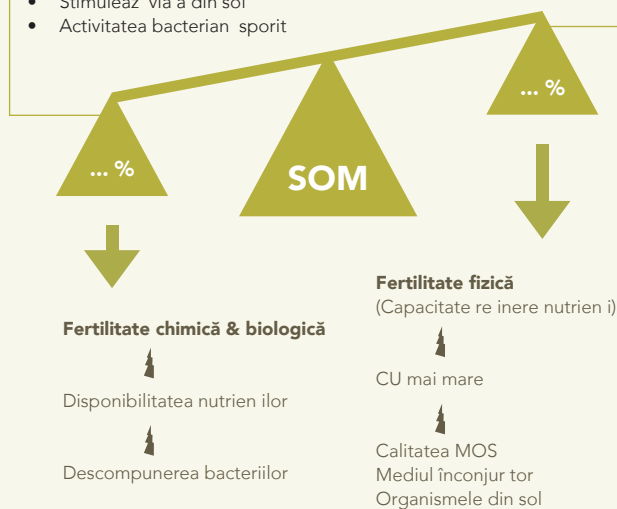 • Stimuleaz via a din sol
• Activitatea bacterian sporit
... %
... %
SOM
Fertilitate chimică & biologică
Disponibilitatea nutrien ilor
Descompunerea bacteriilor
Fertilitate fizică
(Capacitate re inere nutrien i)
CU mai mare
Calitatea MOS
Mediul înconjur tor
Organismele din sol